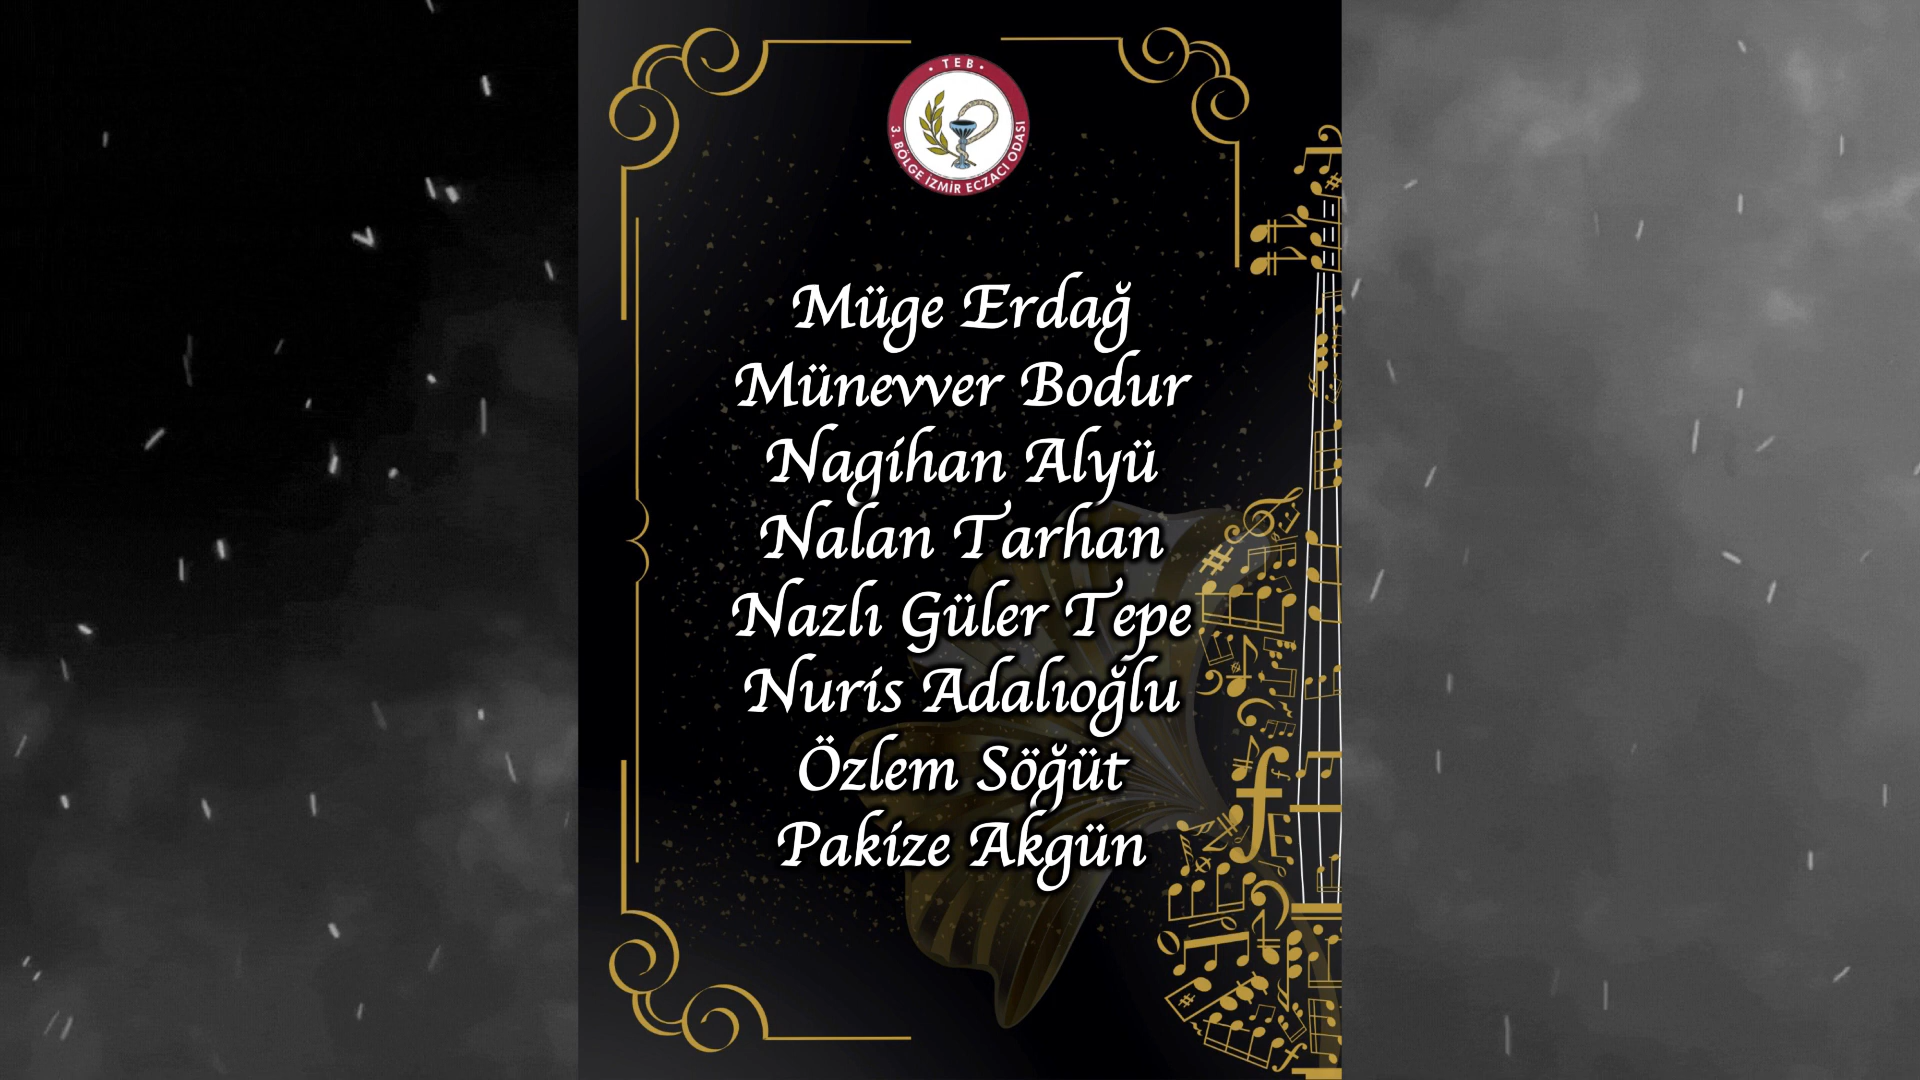 • TEB •
3. BÖLGE İZMİR ECZACI ODASI
Müge Erdağ
Münevver Bodur
Nagihan Alyü
Nalan Tarhan
Nazlı Güler Tepe
Nuris Adalıoğlu
Özlem Söğüt
Pakize Akgün